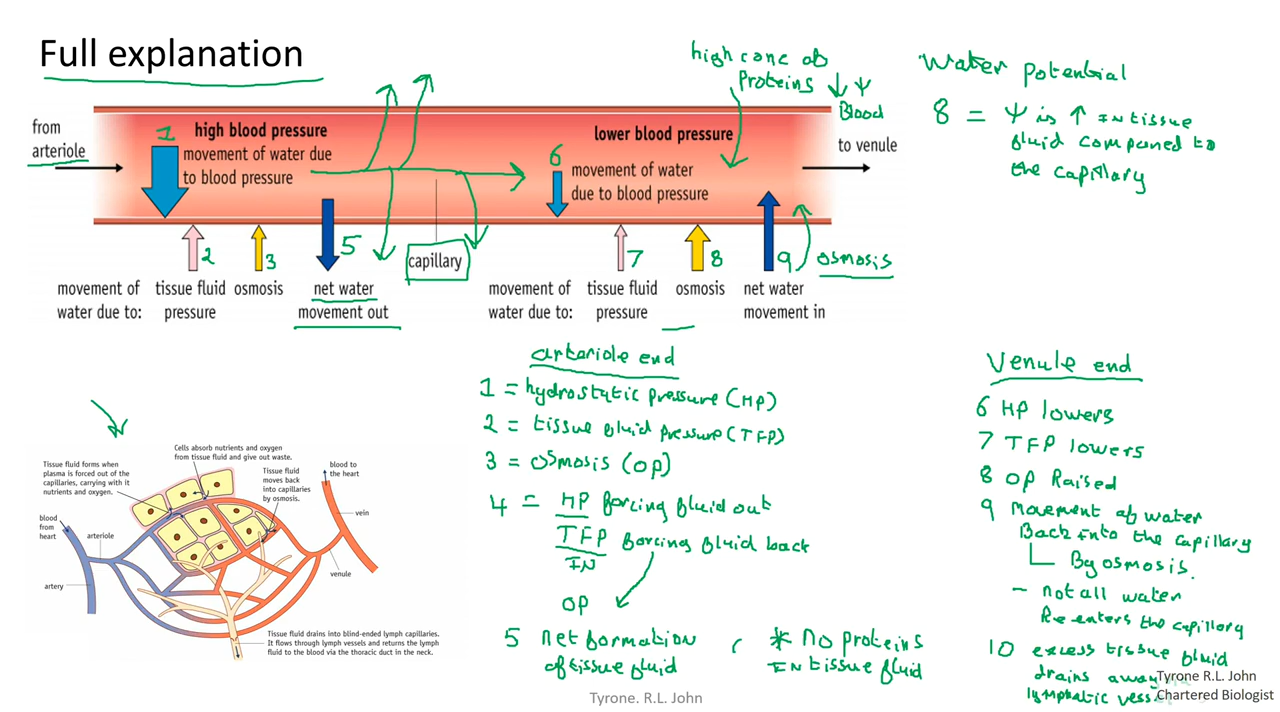 Full explanation
high conc of
Proteins ↓ Ψ
Blood
Water Potential
8 = Ψ is ↑ IN tissue
fluid compared to
the capillary
from
arteriole
1
high blood pressure
movement of water due
to blood pressure
lower blood pressure
6
movement of water
due to blood pressure
to venule
2
3
5
capillary
7
8
9
osmosis
movement of
water due to:
tissue fluid
pressure
osmosis
net water
movement out
movement of
water due to:
tissue fluid
pressure
osmosis
net water
movement in
arteriole end
1 = hydrostatic pressure (HP)
2 = tissue fluid pressure (TFP)
3 = osmosis (OP)
4 = HP forcing fluid out
TFP forcing fluid back
IN
OP
5 net formation
of tissue fluid
* no proteins
IN tissue fluid
Venule end
6 HP lowers
7 TFP lowers
8 OP Raised
9 Movement of water
Back into the capillary
By osmosis.
- not all water
Re-enters the capillary
10 excess tissue fluid
drains away
lymphatic
Tyrone R.L. John
Chartered Biologist
Cells absorb nutrients and oxygen
from tissue fluid and give out waste.
Tissue fluid forms when
plasma is forced out of the
capillaries, carrying with it
nutrients and oxygen.
Tissue fluid
moves back
into capillaries
by osmosis.
blood to
the heart
blood
from
heart
arteriole
artery
vein
venule
Tissue fluid drains into blind-ended lymph capillaries.
It flows through lymph vessels and returns the lymph
fluid to the blood via the thoracic duct in the neck.
Tyrone. R.L. John